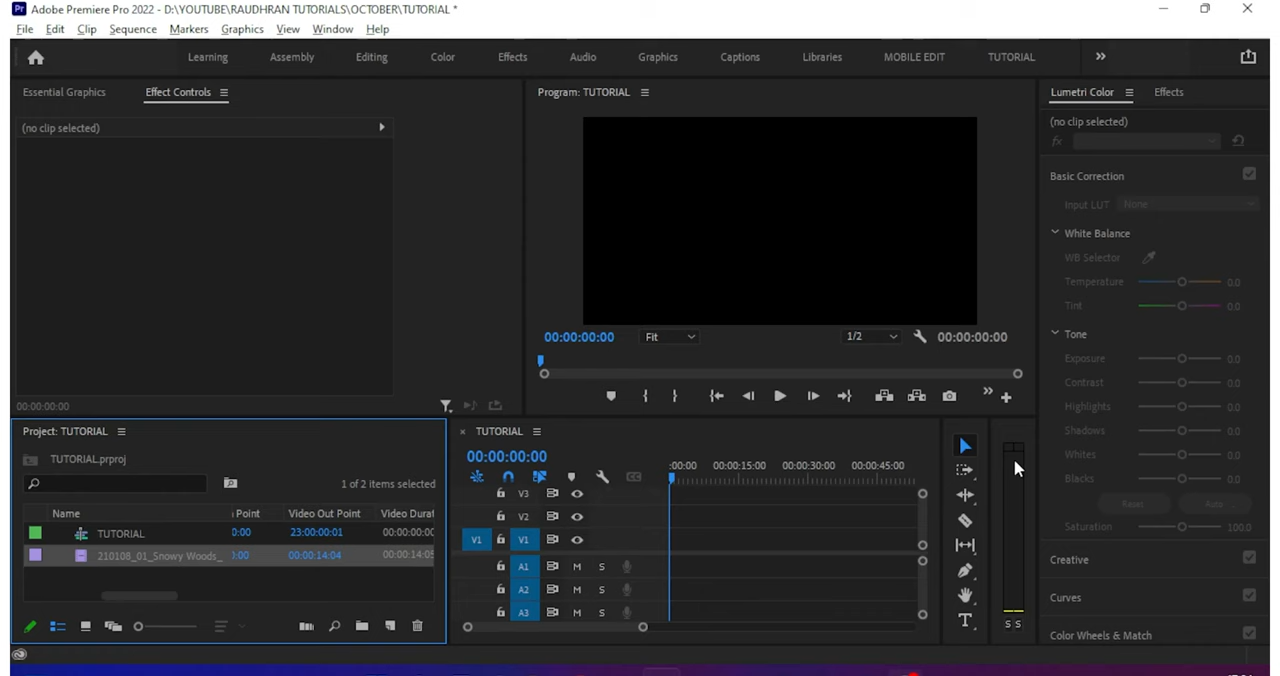 Pr Adobe Premiere Pro 2022 - D:\YOUTUBE\RAUDHRAN TUTORIALS\OCTOBER\TUTORIAL *
File Edit Clip Sequence Markers Graphics View Window Help
Learning Assembly Editing Color Effects Audio Graphics Captions Libraries MOBILE EDIT TUTORIAL
Essential Graphics Effect Controls
(no clip selected)
00:00:00:00
Program: TUTORIAL
00:00:00:00 Fit 1/2 00:00:00:00
Lumetri Color Effects
(no clip selected)
fx
Basic Correction
Input LUT None
White Balance
WB Selector
Temperature 0.0
Tint 0.0
Tone
Exposure 0.0
Contrast 0.0
Highlights 0.0
Shadows 0.0
Whites 0.0
Blacks 0.0
Reset Auto
Saturation 100.0
Creative
Curves
Color Wheels & Match
Project: TUTORIAL
TUTORIAL.prproj
1 of 2 items selected
Name Point Video Out Point Video Durat
TUTORIAL 0:00 23:00:00:01 00:00:00:00
210108_01_Snowy Woods_ 0:00 00:00:14:04 00:00:14:05
TUTORIAL
00:00:00:00
:00:00 00:00:15:00 00:00:30:00 00:00:45:00
CC
V3
V2
V1 V1
A1 M S
A2 M S
A3 M S
T
S S